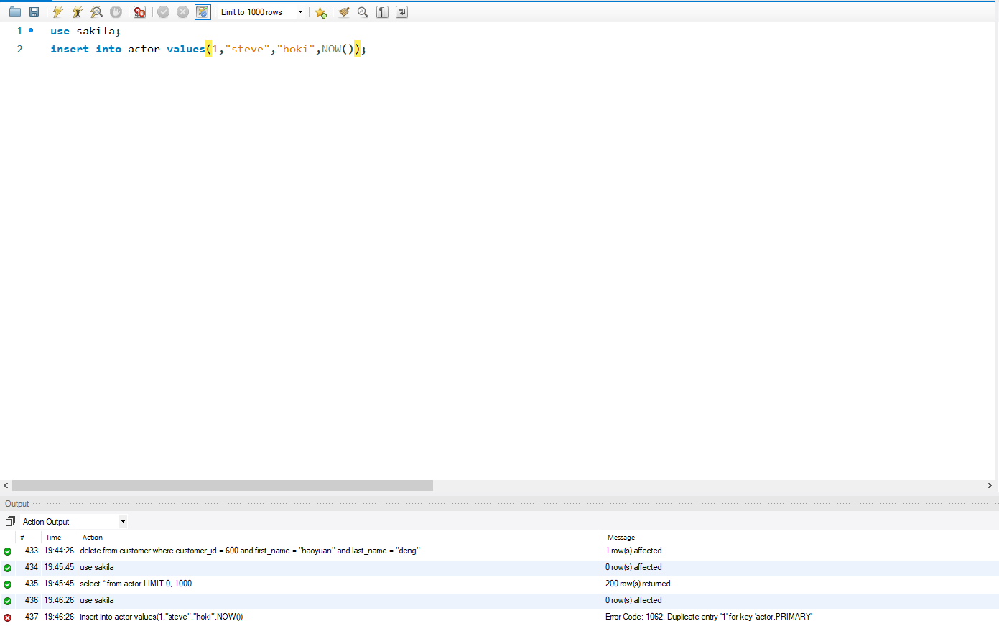 Limit to 1000 rows
1 use sakila;
2 insert into actor values(1,"steve","hoki",NOW());
Output
Action Output
# Time Action Message
433 19:44:26 delete from customer where customer_id = 600 and first_name = "haoyuan" and last_name = "deng" 1 row(s) affected
434 19:45:45 use sakila 0 row(s) affected
435 19:45:45 select * from actor LIMIT 0, 1000 200 row(s) returned
436 19:46:26 use sakila 0 row(s) affected
437 19:46:26 insert into actor values(1,"steve","hoki",NOW()) Error Code: 1062. Duplicate entry '1' for key 'actor.PRIMARY'